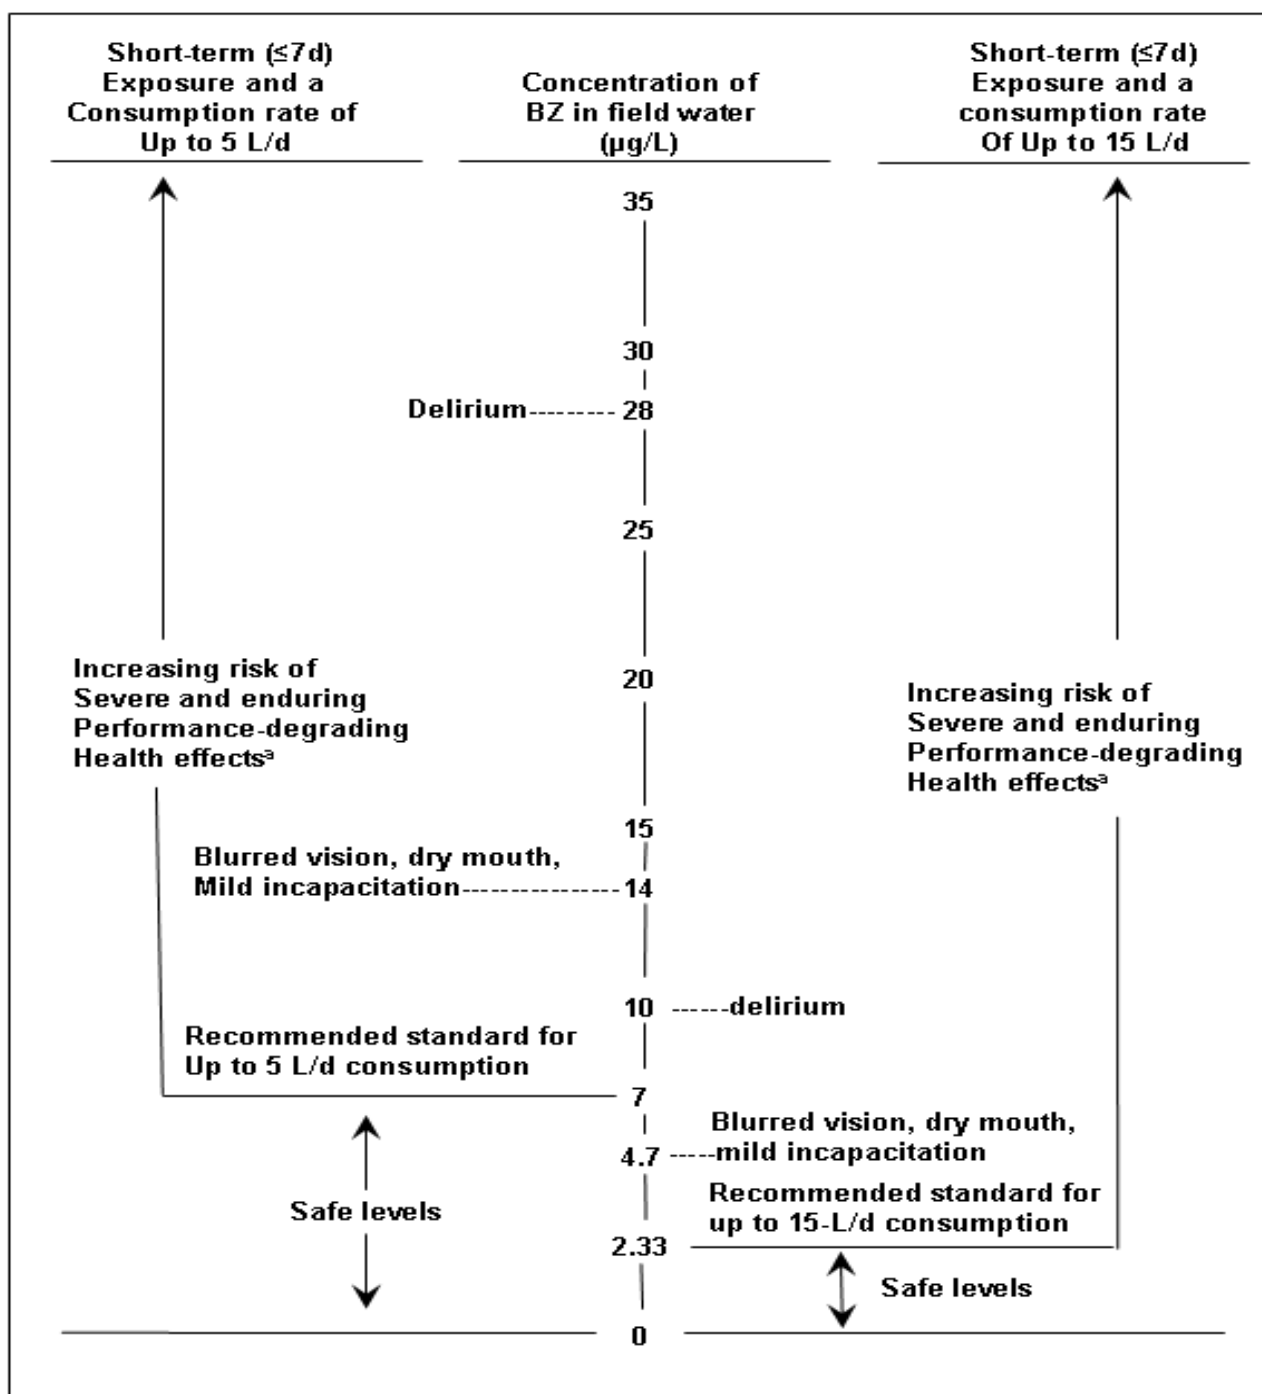 Short-term (≤7d)
Exposure and a
Consumption rate of
Up to 5 L/d
Concentration of
BZ in field water
(µg/L)
Short-term (≤7d)
Exposure and a
consumption rate
Of Up to 15 L/d
35
30
Delirium
28
25
20
Increasing risk of
Severe and enduring
Performance-degrading
Health effectsᵃ
Increasing risk of
Severe and enduring
Performance-degrading
Health effectsᵃ
15
Blurred vision, dry mouth,
Mild incapacitation
14
10
delirium
Recommended standard for
Up to 5 L/d consumption
7
Blurred vision, dry mouth,
mild incapacitation
4.7
Recommended standard for
up to 15-L/d consumption
Safe levels
2.33
Safe levels
0